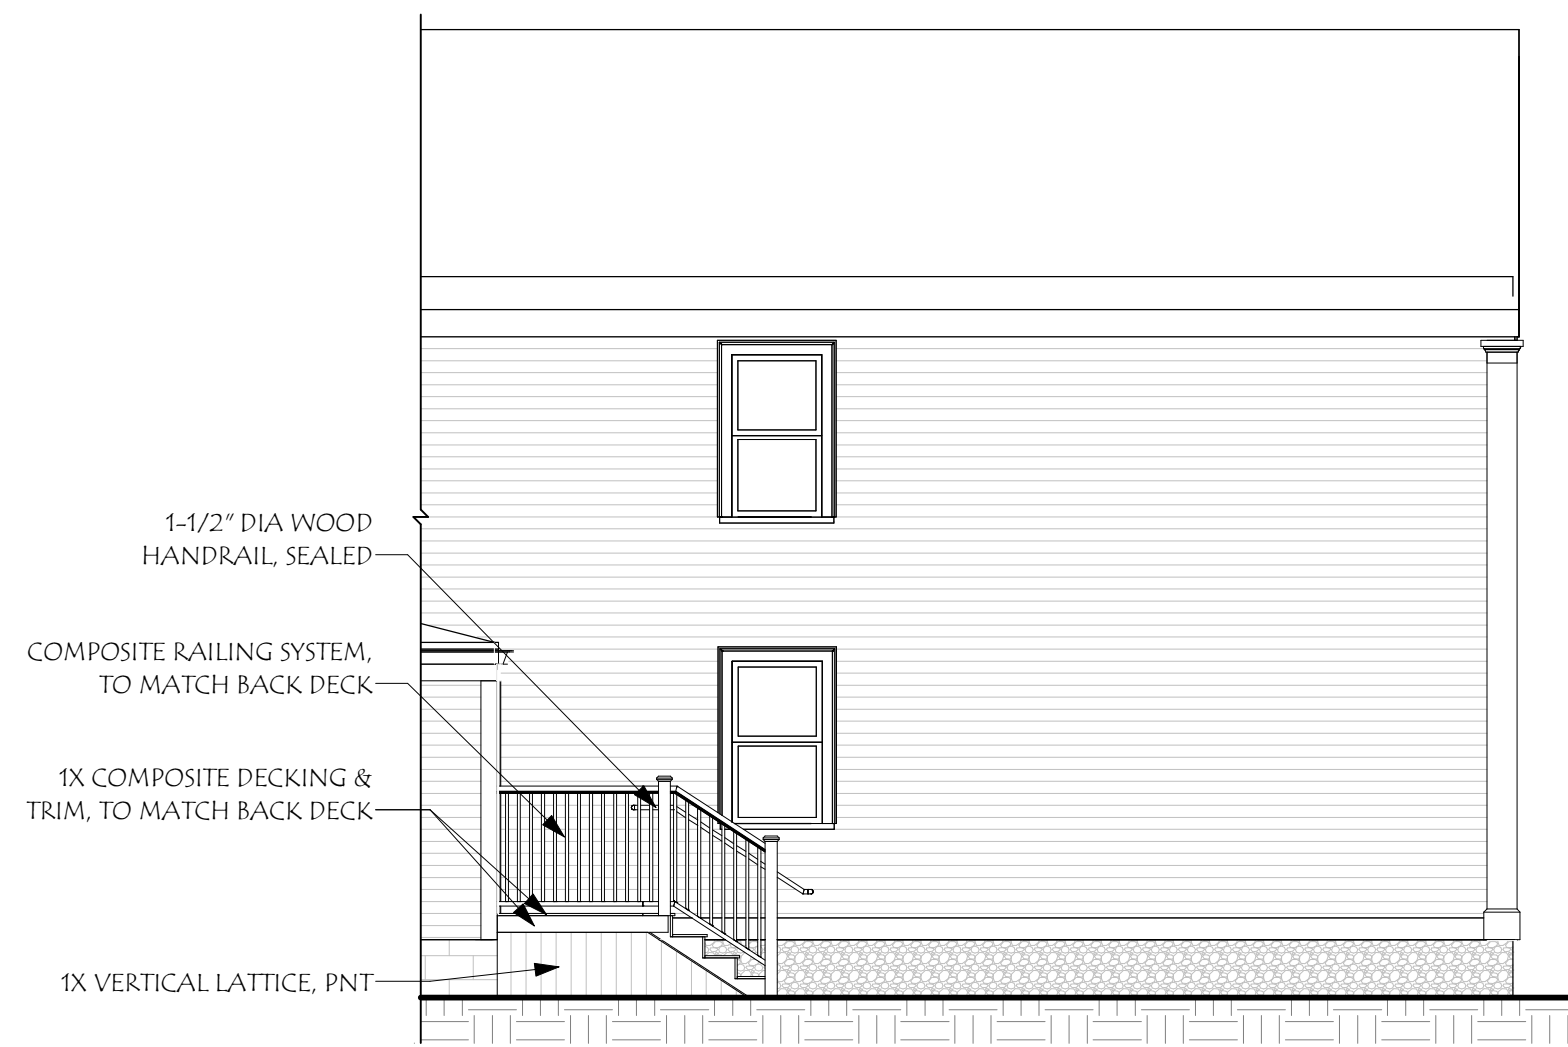 1-1/2" DIA WOOD
HANDRAIL, SEALED
COMPOSITE RAILING SYSTEM,
TO MATCH BACK DECK
1X COMPOSITE DECKING &
TRIM, TO MATCH BACK DECK
1X VERTICAL LATTICE, PNT